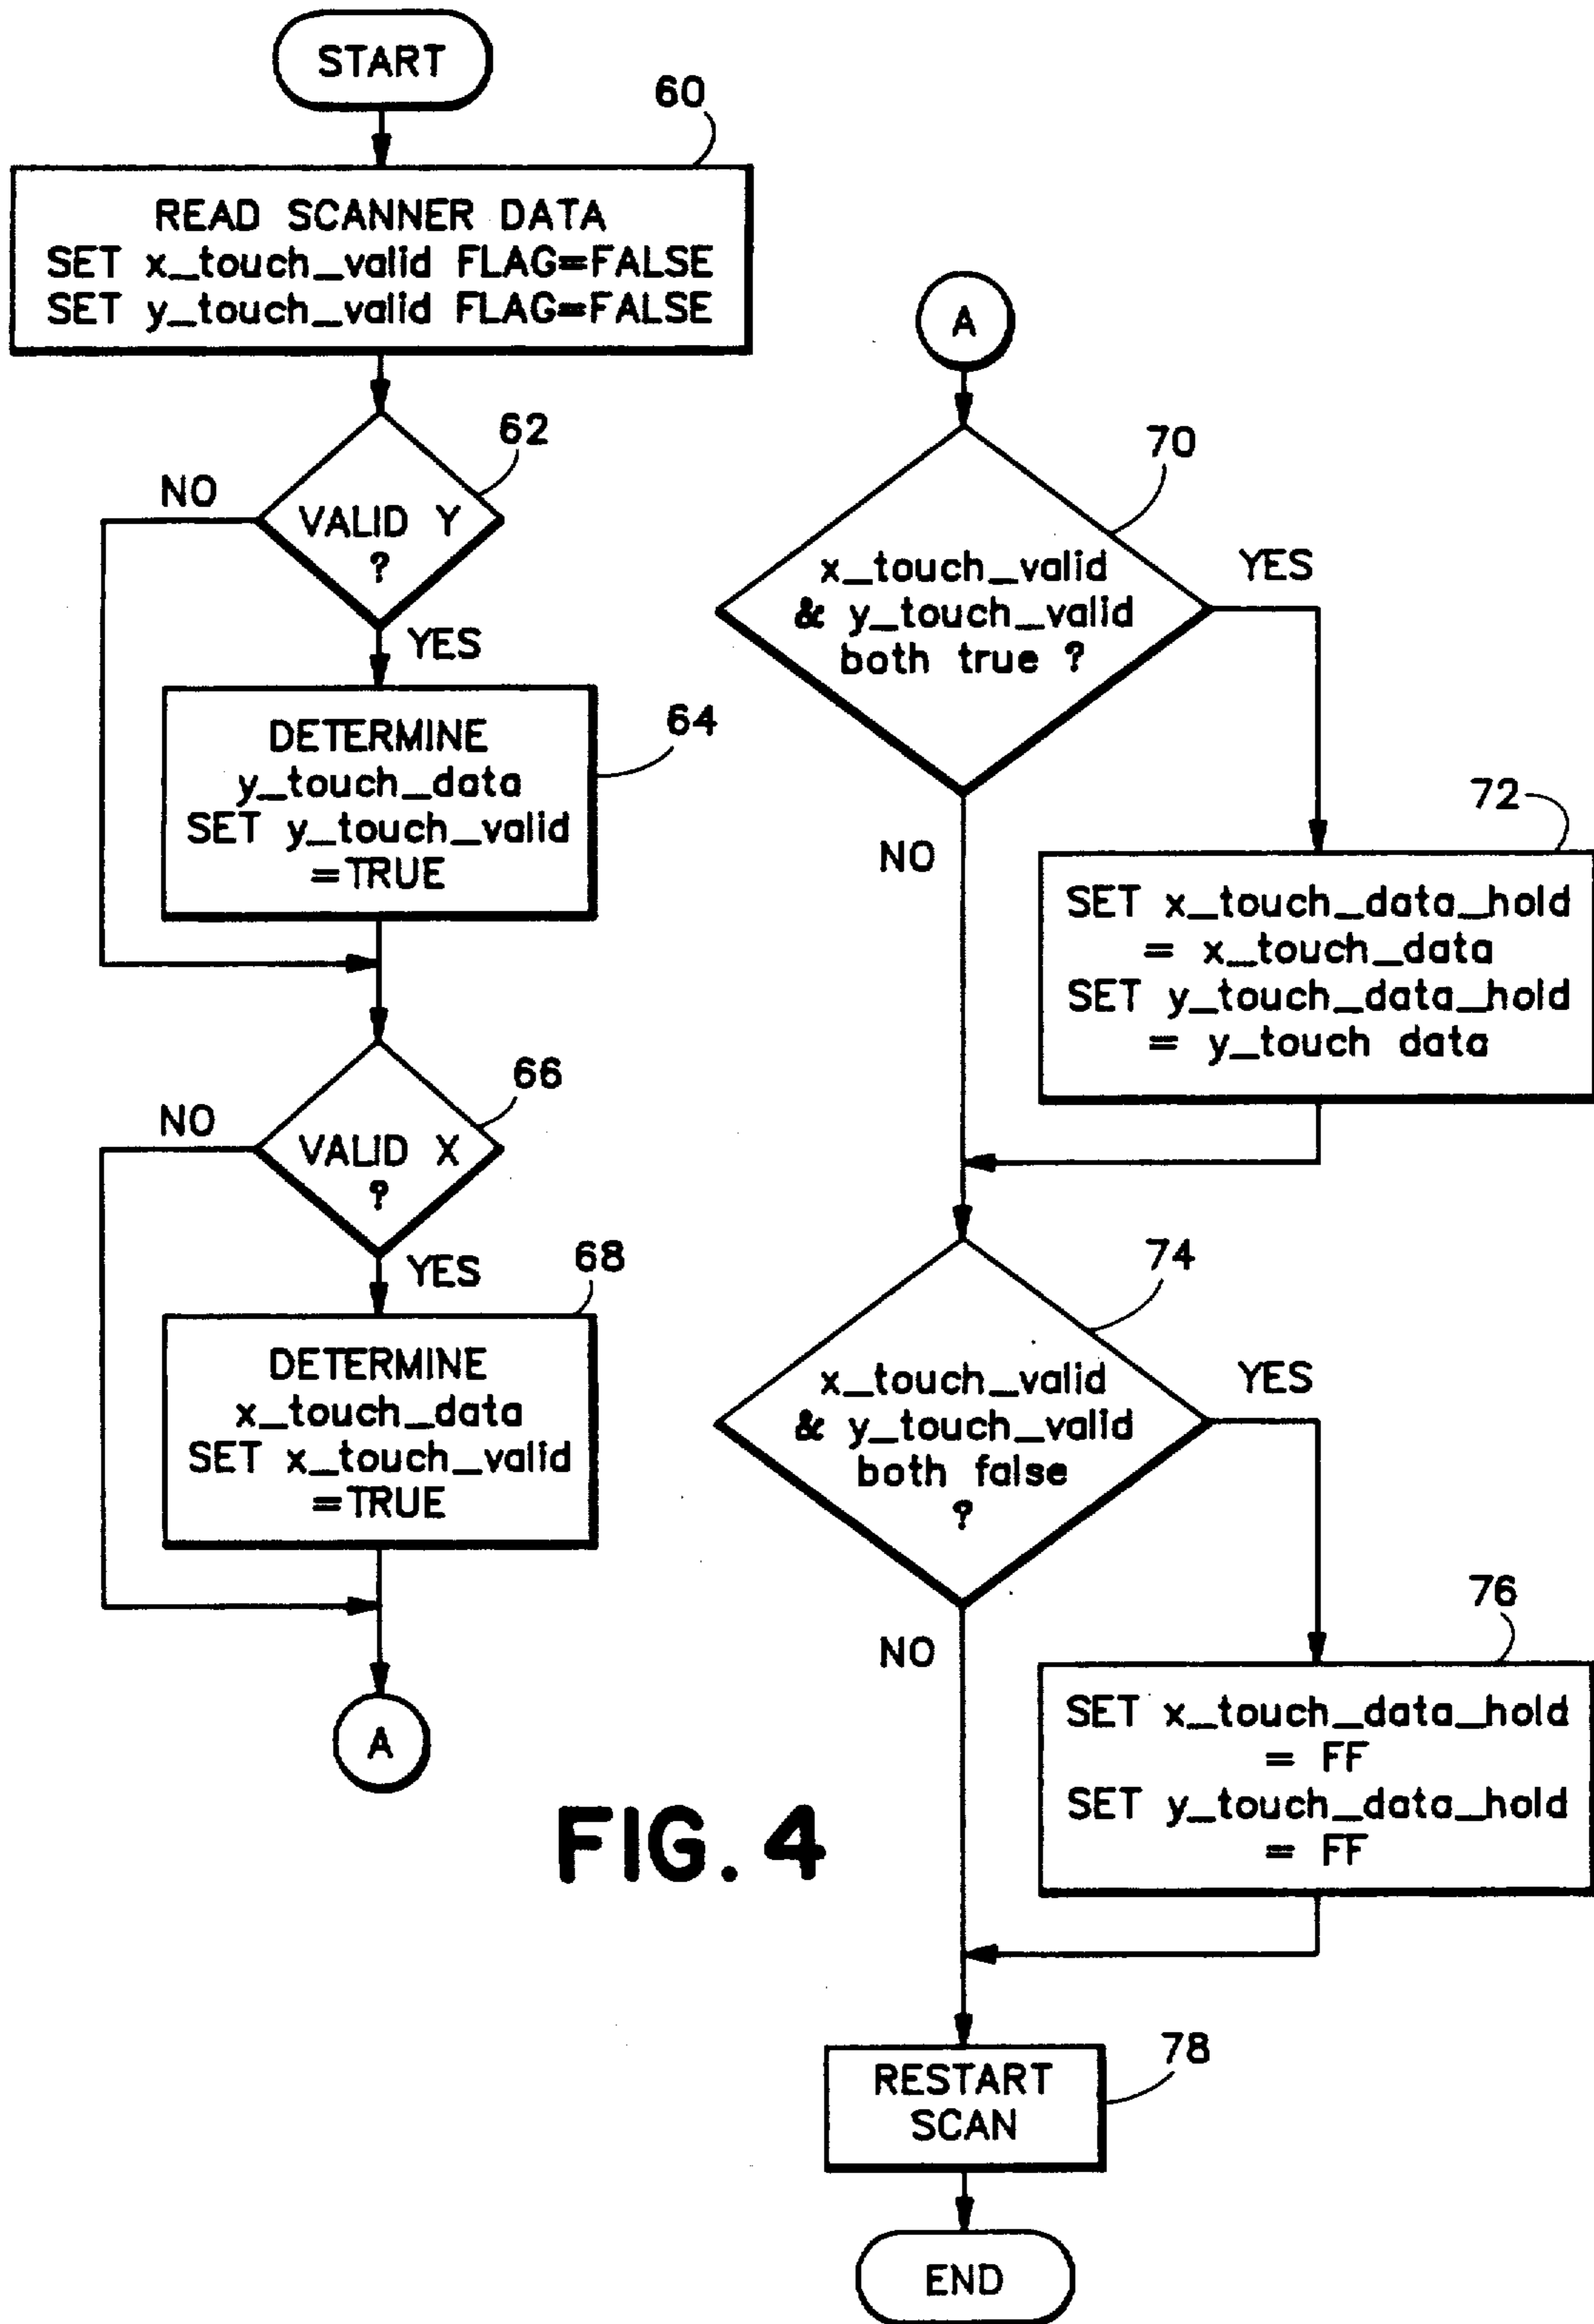 START
60
READ SCANNER DATA
SET x_touch_valid FLAG=FALSE
SET y_touch_valid FLAG=FALSE
62
NO
VALID Y
?
YES
64
DETERMINE
y_touch_data
SET y_touch_valid
=TRUE
66
NO
VALID X
?
YES
68
DETERMINE
x_touch_data
SET x_touch_valid
=TRUE
A
A
70
x_touch_valid
& y_touch_valid
both true ?
YES
NO
72
SET x_touch_data_hold
= x_touch_data
SET y_touch_data_hold
= y_touch data
74
x_touch_valid
& y_touch_valid
both false
?
YES
NO
76
SET x_touch_data_hold
= FF
SET y_touch_data_hold
= FF
78
RESTART
SCAN
END
FIG. 4